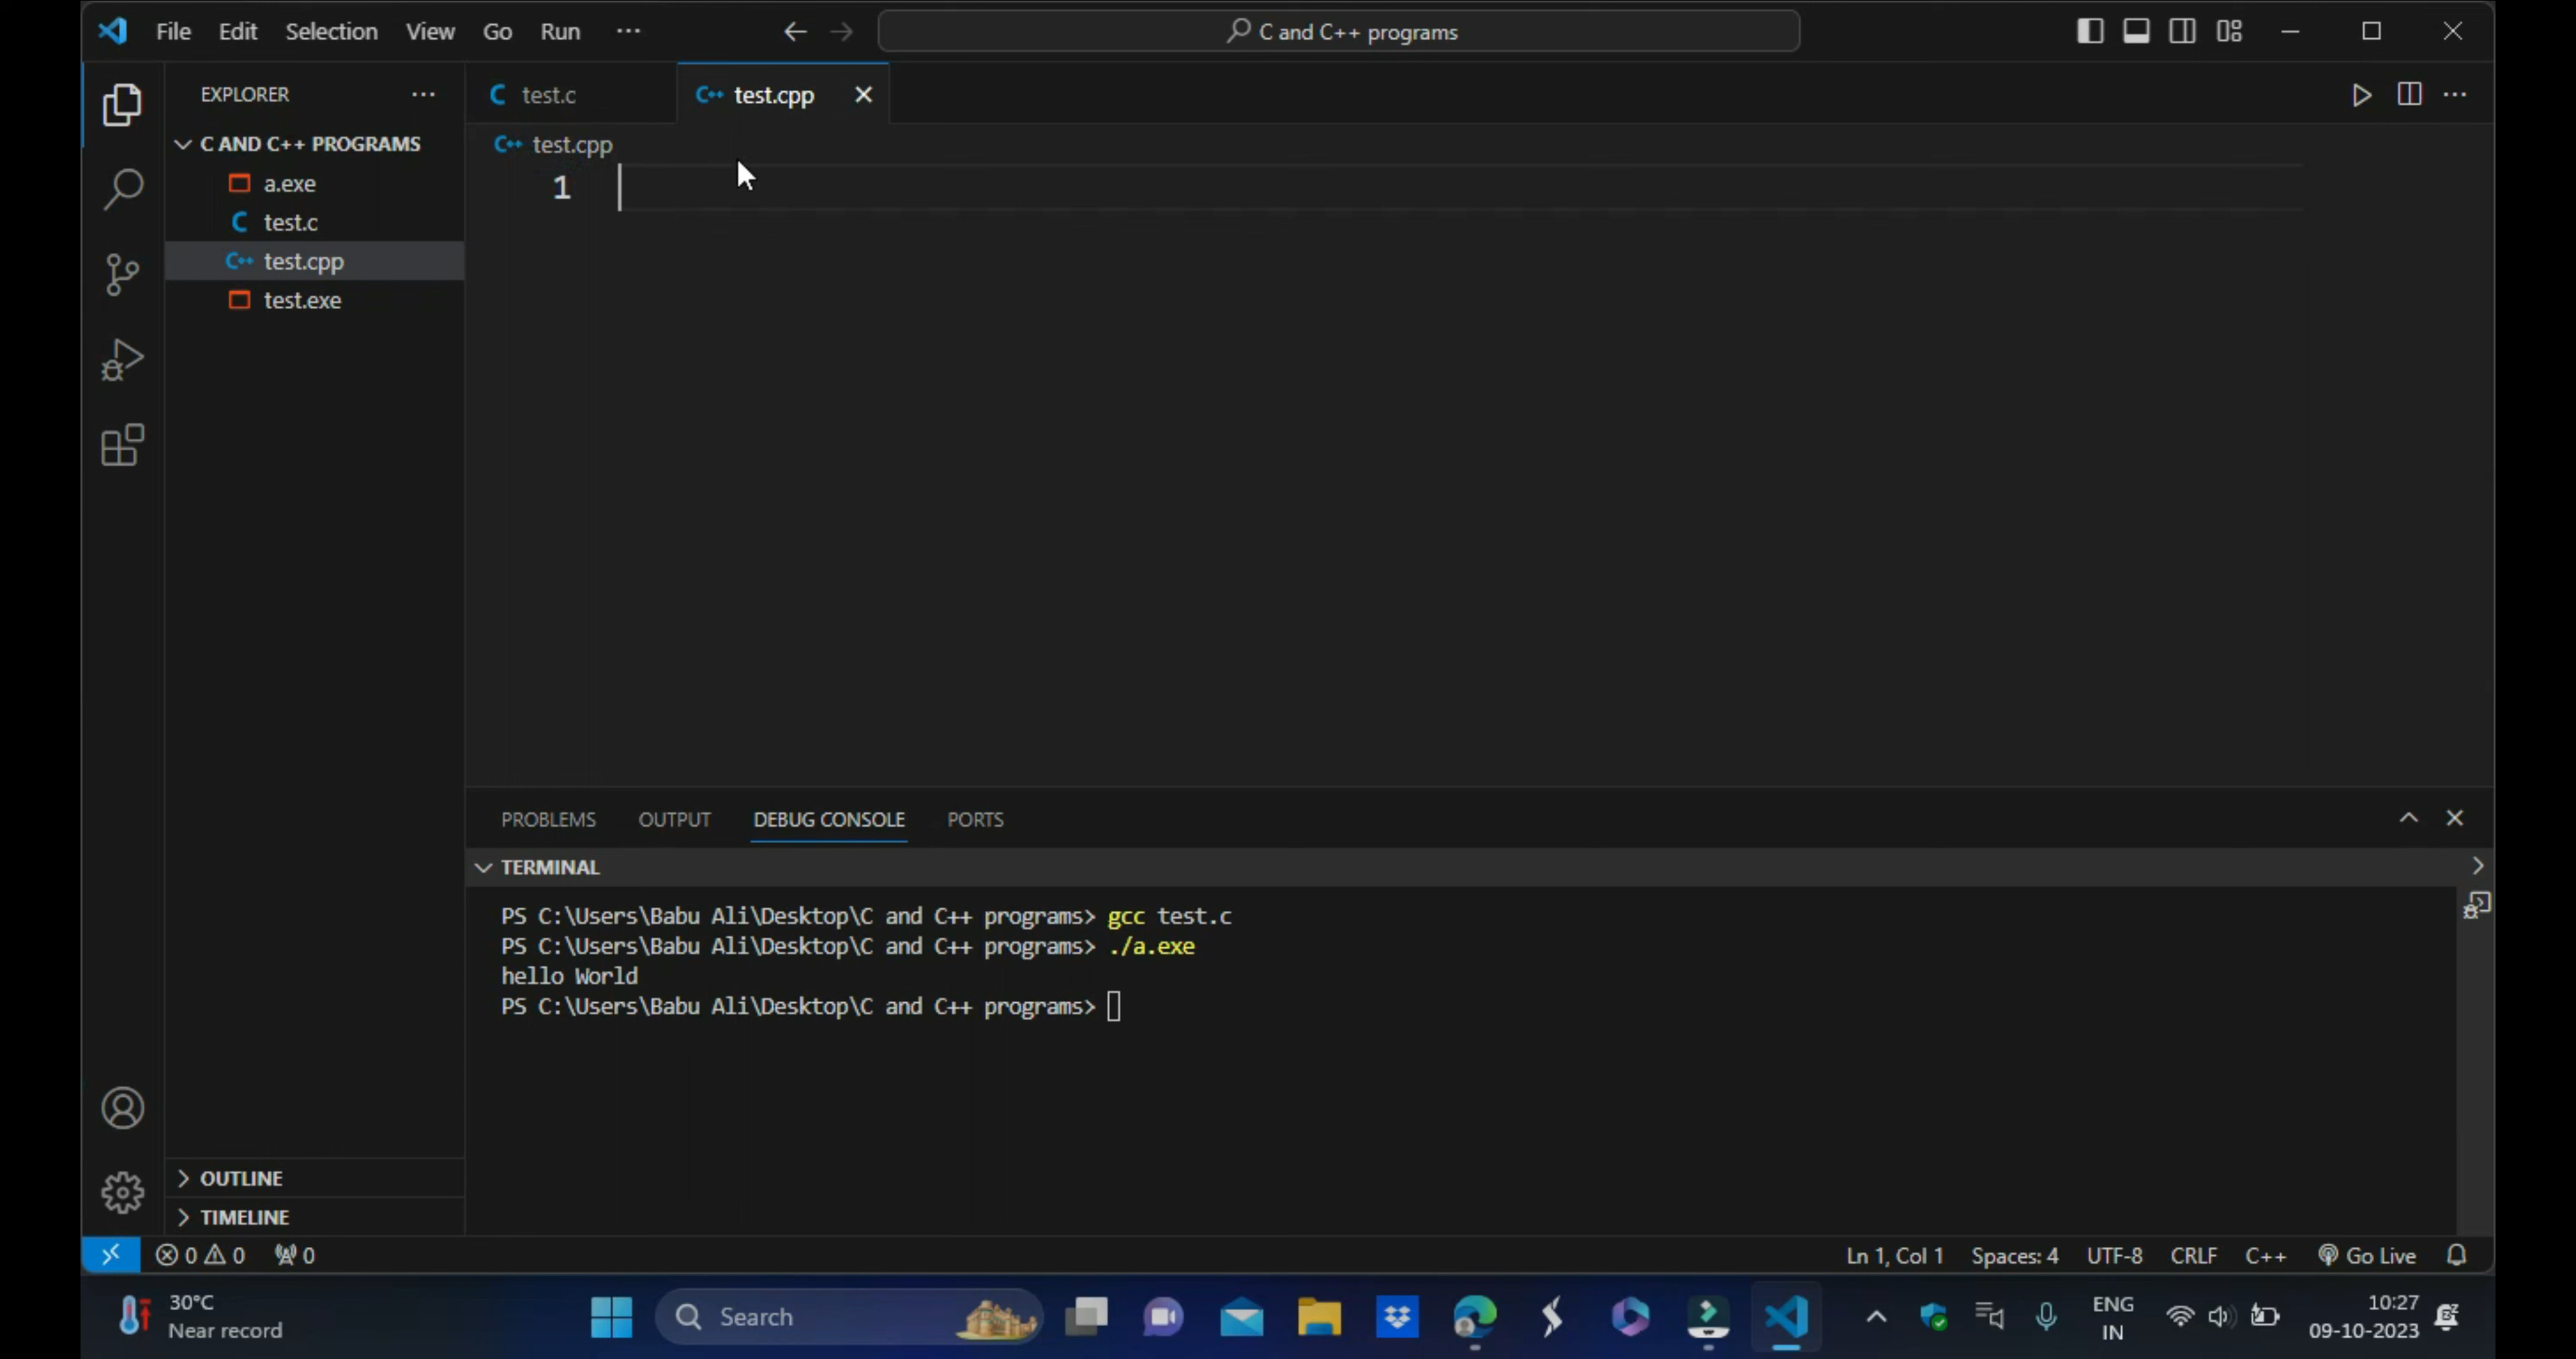 File Edit Selection View Go Run ···
C and C++ programs
EXPLORER ···
C AND C++ PROGRAMS
a.exe
test.c
test.cpp
test.exe
OUTLINE
TIMELINE
C test.c
C++ test.cpp
C++ test.cpp
1
PROBLEMS OUTPUT DEBUG CONSOLE PORTS
TERMINAL
PS C:\Users\Babu Ali\Desktop\C and C++ programs> gcc test.c
PS C:\Users\Babu Ali\Desktop\C and C++ programs> ./a.exe
hello World
PS C:\Users\Babu Ali\Desktop\C and C++ programs>
0 0 0
Ln 1, Col 1 Spaces: 4 UTF-8 CRLF C++ Go Live
30°C
Near record
Search
ENG
IN
10:27
09-10-2023